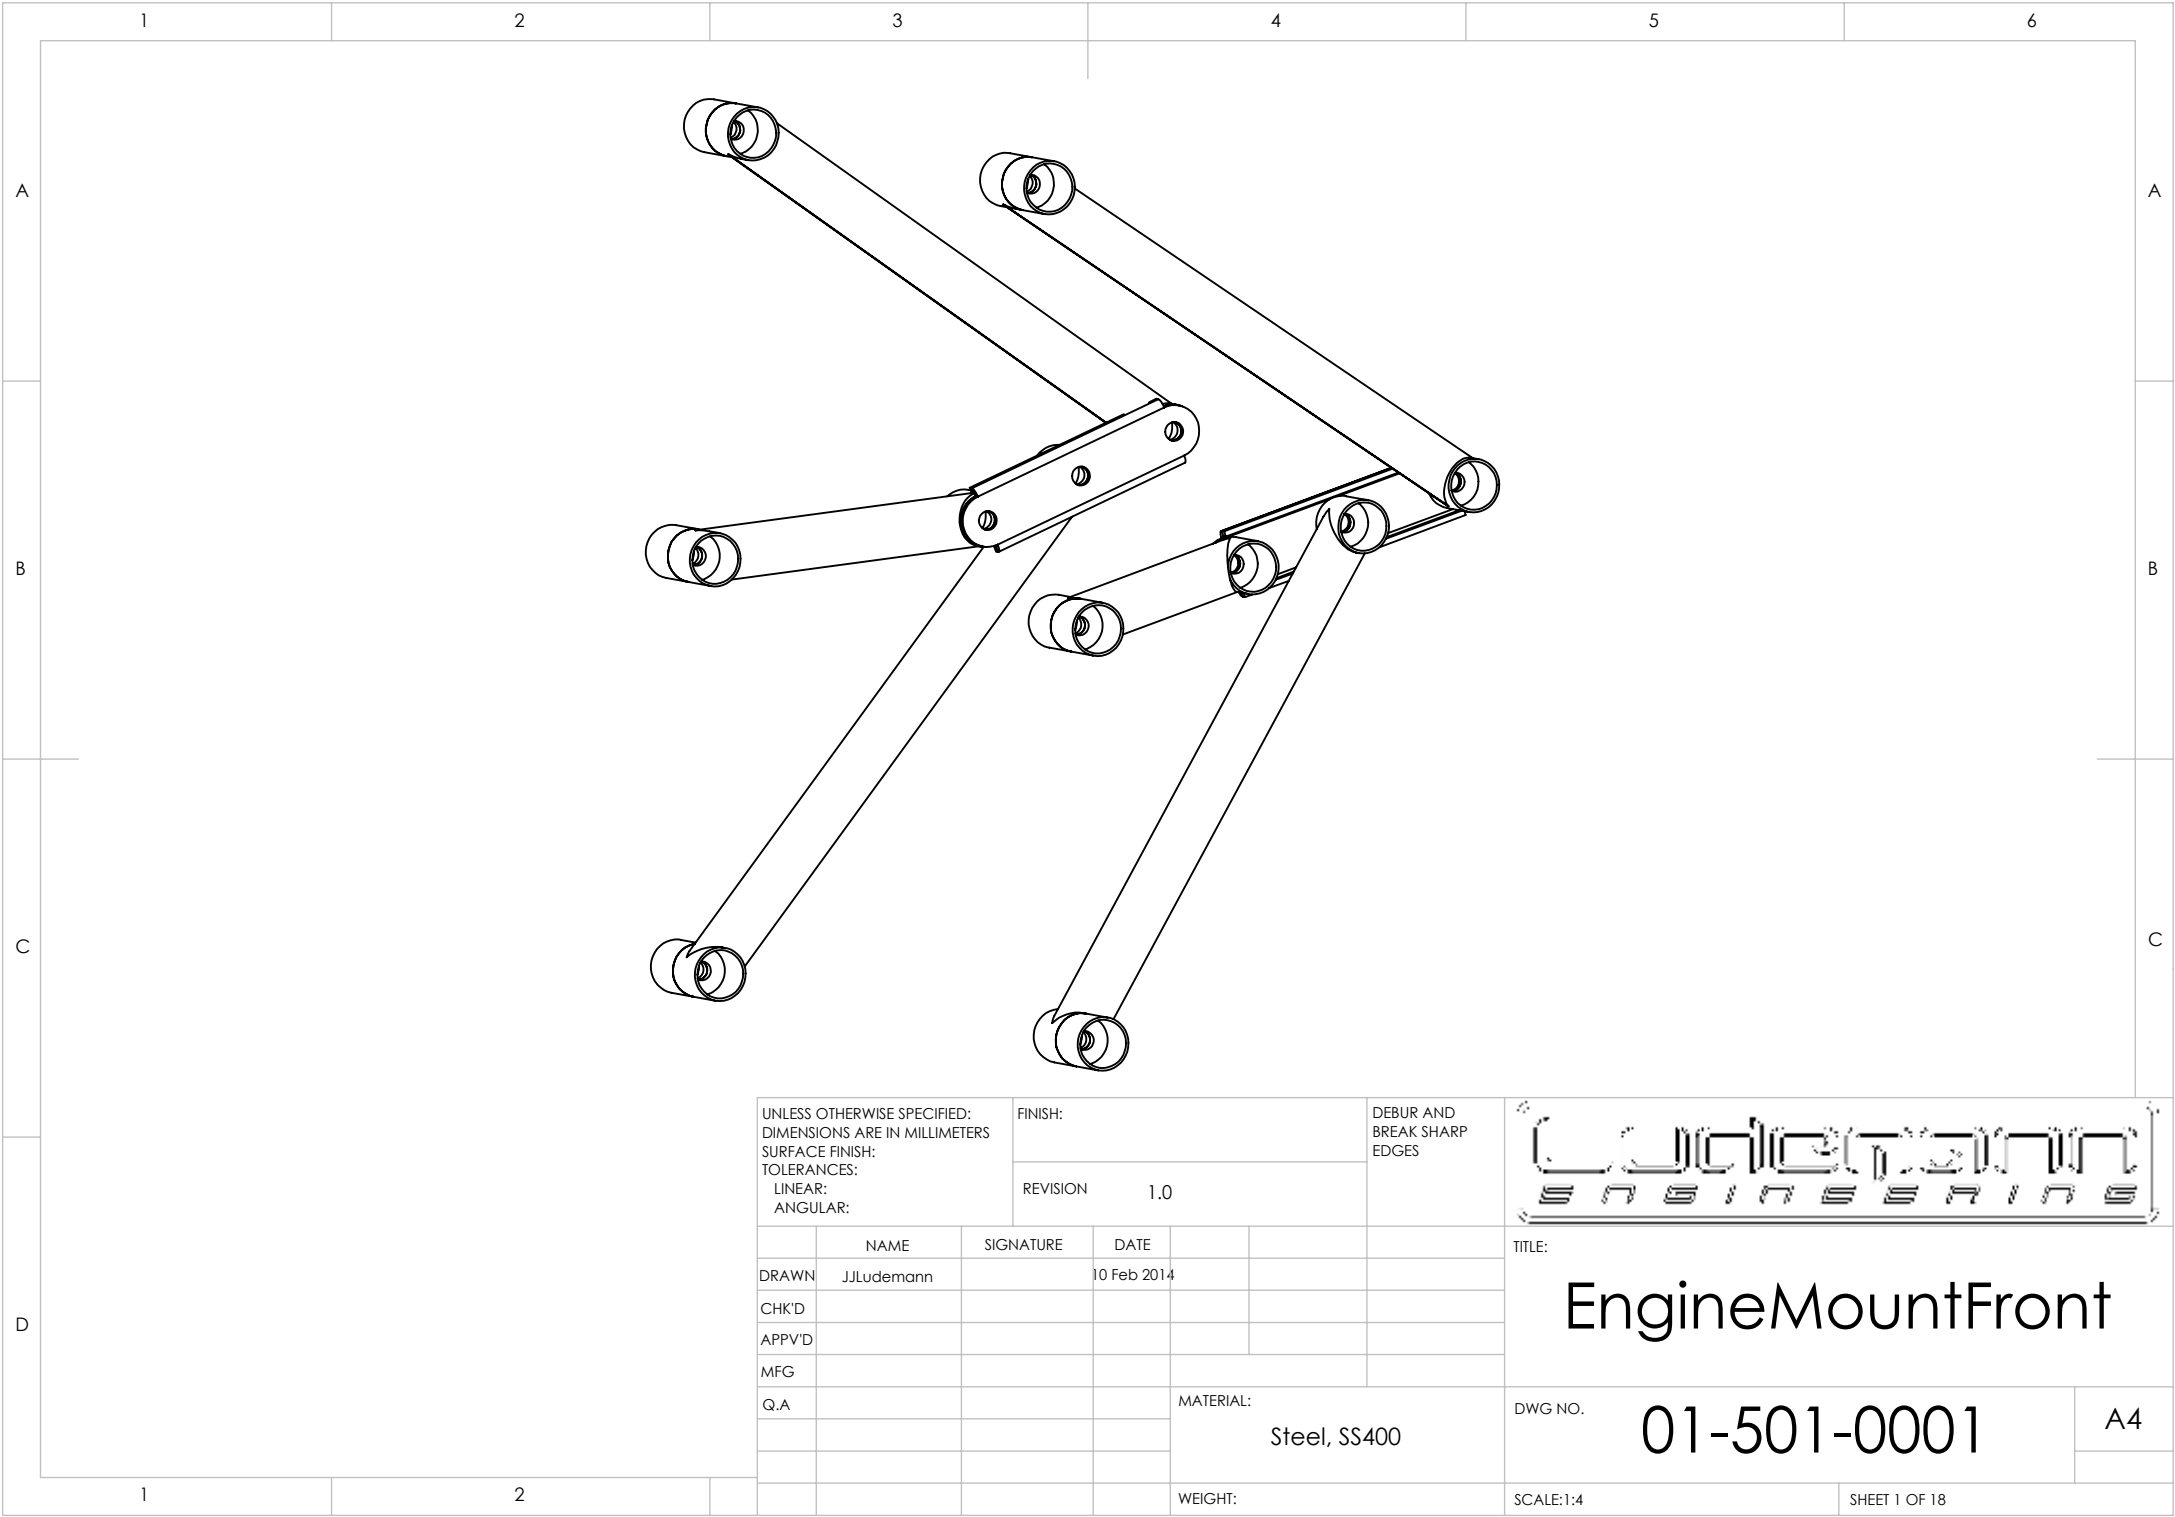 1 2 3 4 5 6
A A
B B
C C
D
1 2
UNLESS OTHERWISE SPECIFIED:
DIMENSIONS ARE IN MILLIMETERS
SURFACE FINISH:
TOLERANCES:
LINEAR:
ANGULAR:
FINISH:
REVISION 1.0
DEBUR AND
BREAK SHARP
EDGES
Ludemann
ENGINEERING
NAME SIGNATURE DATE
DRAWN JJLudemann 10 Feb 2014
CHK'D
APPV'D
MFG
Q.A
MATERIAL:
Steel, SS400
WEIGHT:
TITLE:
EngineMountFront
DWG NO.
01-501-0001
A4
SCALE:1:4
SHEET 1 OF 18